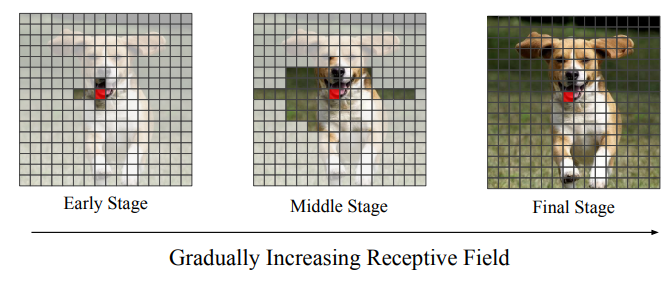 Early Stage
Middle Stage
Final Stage
Gradually Increasing Receptive Field